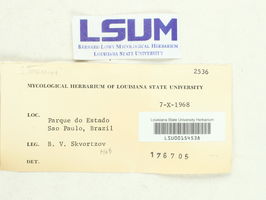 LSUM
BERNARD LOWY MYCOLOGICAL HERBARIUM
LOUISIANA STATE UNIVERSITY
2536
MYCOLOGICAL HERBARIUM OF LOUISIANA STATE UNIVERSITY
7-X-1968
LOC.
Parque do Estado
Sao Paulo, Brazil
Louisiana State University Herbarium
LSU00154538
LEG. B. V. Skvortzov
DET.
176705